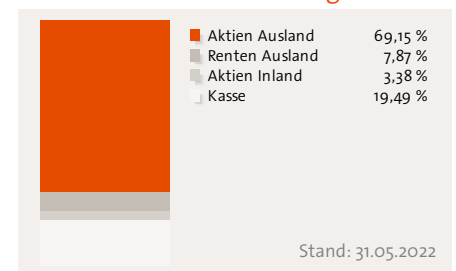 Aktien Ausland 69,15 %
Renten Ausland 7,87 %
Aktien Inland 3,38 %
Kasse 19,49 %
Stand: 31.05.2022